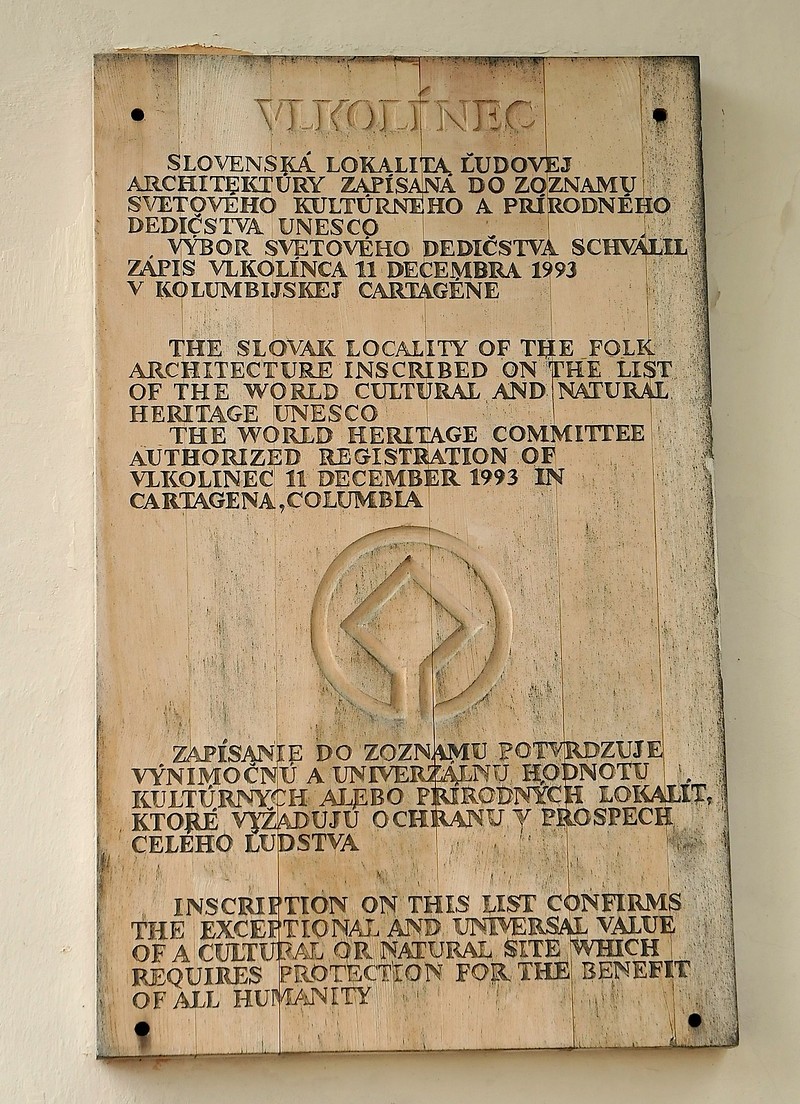 VLKOLÍNEC
SLOVENSKÁ LOKALITA ĽUDOVEJ
ARCHITEKTÚRY ZAPÍSANÁ DO ZOZNAMU
SVETOVÉHO KULTÚRNEHO A PRÍRODNÉHO
DEDIČSTVA UNESCO
VÝBOR SVETOVÉHO DEDIČSTVA SCHVÁLIL
ZÁPIS VLKOLÍNCA 11 DECEMBRA 1993
V KOLUMBIJSKEJ CARTAGÉNE
THE SLOVAK LOCALITY OF THE FOLK
ARCHITECTURE INSCRIBED ON THE LIST
OF THE WORLD CULTURAL AND NATURAL
HERITAGE UNESCO
THE WORLD HERITAGE COMMITTEE
AUTHORIZED REGISTRATION OF
VLKOLINEC 11 DECEMBER 1993 IN
CARTAGENA, COLUMBIA
ZAPÍSANIE DO ZOZNAMU POTVRDZUJE
VÝNIMOČNÚ A UNIVERZÁLNU HODNOTU
KULTÚRNYCH ALEBO PRÍRODNÝCH LOKALÍT,
KTORÉ VYŽADUJÚ OCHRANU V PROSPECH
CELÉHO ĽUDSTVA
INSCRIPTION ON THIS LIST CONFIRMS
THE EXCEPTIONAL AND UNIVERSAL VALUE
OF A CULTURAL OR NATURAL SITE WHICH
REQUIRES PROTECTION FOR THE BENEFIT
OF ALL HUMANITY